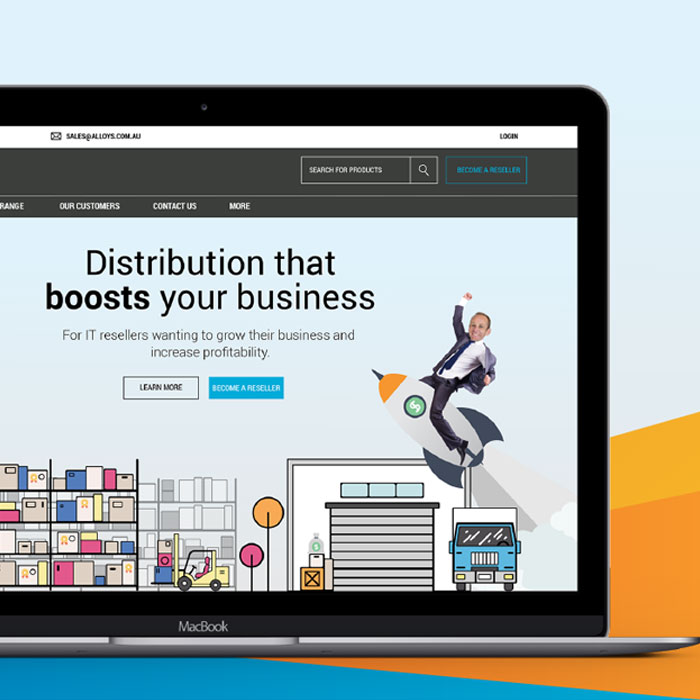 SALES@ALLOYS.COM.AU
LOGIN
SEARCH FOR PRODUCTS
BECOME A RESELLER
RANGE OUR CUSTOMERS CONTACT US MORE
Distribution that
boosts your business
For IT resellers wanting to grow their business and
increase profitability.
LEARN MORE BECOME A RESELLER
MacBook